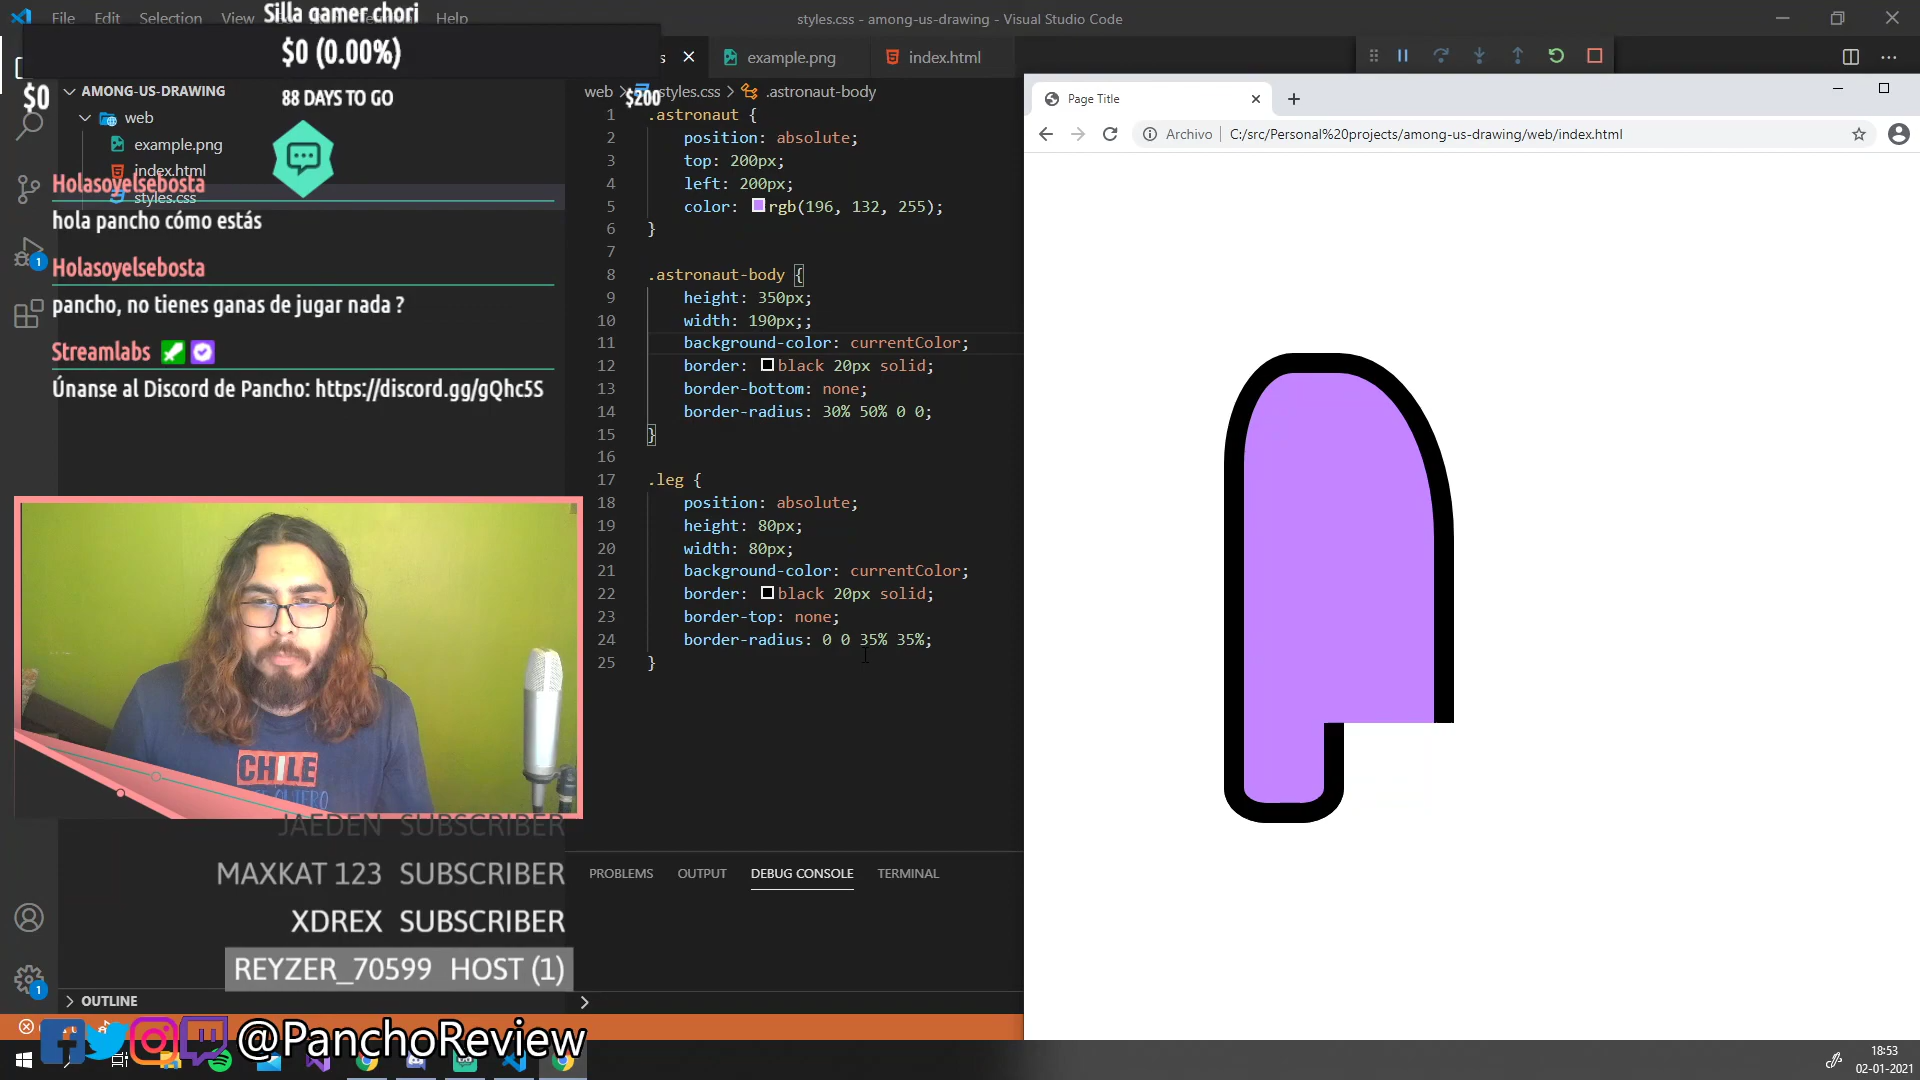 File Edit Selection View Help
styles.css - among-us-drawing - Visual Studio Code
Silla gamer chori
$0 (0.00%)
88 DAYS TO GO
$0
$200
AMONG-US-DRAWING
web
example.png
index.html
styles.css
Holasoyelsebosta
hola pancho cómo estás
Holasoyelsebosta
pancho, no tienes ganas de jugar nada ?
Streamlabs
Únanse al Discord de Pancho: https://discord.gg/gQhc5S
1
s
example.png
index.html
web > styles.css > .astronaut-body
1 .astronaut {
2 position: absolute;
3 top: 200px;
4 left: 200px;
5 color: rgb(196, 132, 255);
6 }
7
8 .astronaut-body {
9 height: 350px;
10 width: 190px;;
11 background-color: currentColor;
12 border: black 20px solid;
13 border-bottom: none;
14 border-radius: 30% 50% 0 0;
15 }
16
17 .leg {
18 position: absolute;
19 height: 80px;
20 width: 80px;
21 background-color: currentColor;
22 border: black 20px solid;
23 border-top: none;
24 border-radius: 0 0 35% 35%;
25 }
Page Title
Archivo | C:/src/Personal%20projects/among-us-drawing/web/index.html
CHILE
JAEDEN SUBSCRIBER
MAXKAT 123 SUBSCRIBER
XDREX SUBSCRIBER
REYZER_70599 HOST (1)
PROBLEMS OUTPUT DEBUG CONSOLE TERMINAL
1
OUTLINE
@PanchoReview
18:53
02-01-2021